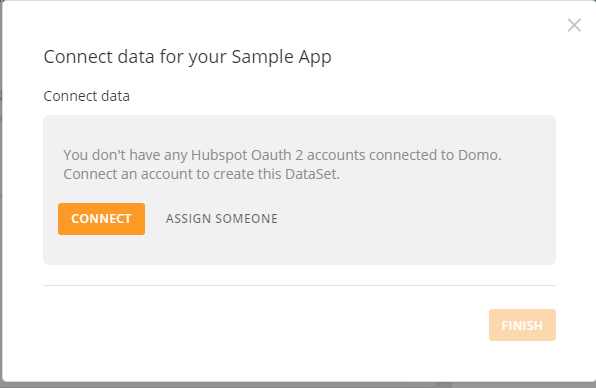 Connect data for your Sample App
Connect data
You don't have any Hubspot Oauth 2 accounts connected to Domo.
Connect an account to create this DataSet.
CONNECT ASSIGN SOMEONE
FINISH